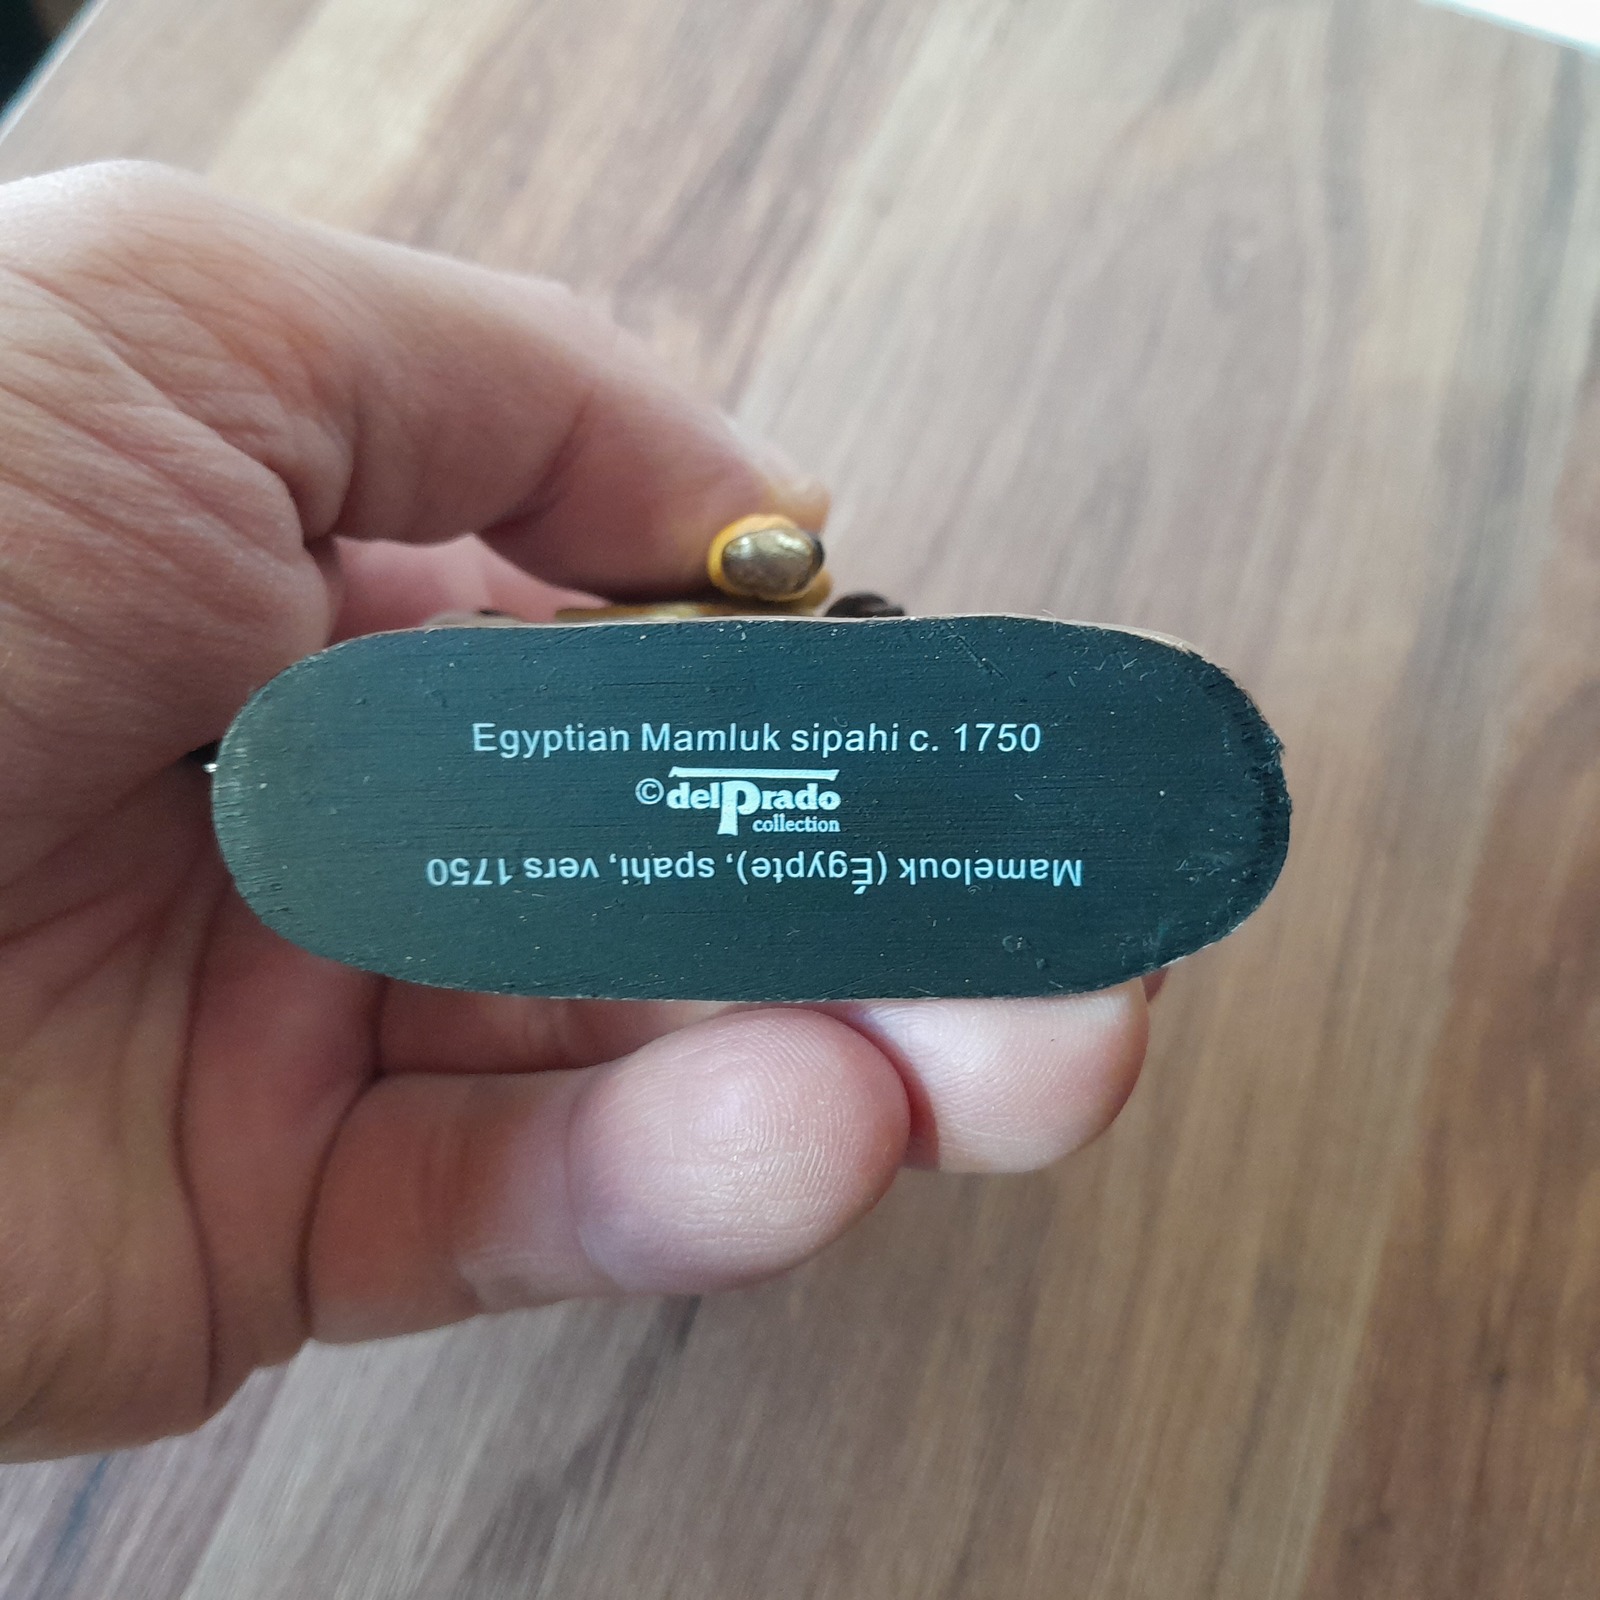 Egyptian Mamluk sipahi c. 1750
© delPrado
collection
Mamelouk (Égypte), spahi, vers 1750